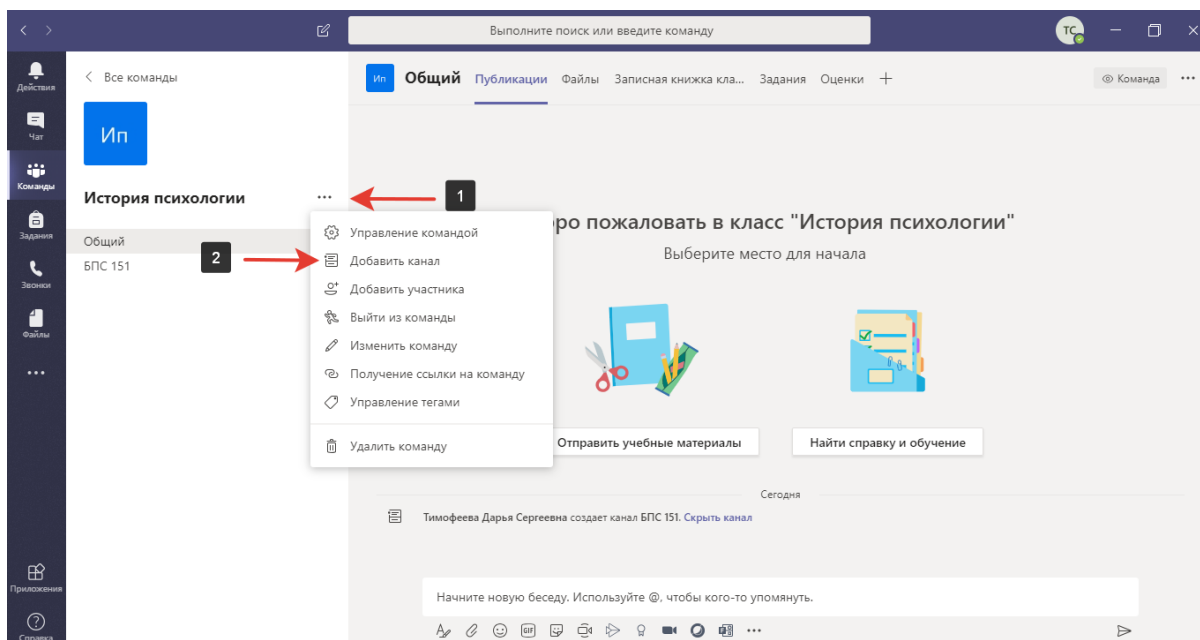 Выполните поиск или введите команду
ТС
Действия
Чат
Команды
Задания
Звонки
Файлы
Приложения
Справка
Все команды
Ип
История психологии
1
Общий
2
БПС 151
Управление командой
Добавить канал
Добавить участника
Выйти из команды
Изменить команду
Получение ссылки на команду
Управление тегами
Удалить команду
Ип Общий Публикации Файлы Записная книжка кла... Задания Оценки
Команда
ро пожаловать в класс "История психологии"
Выберите место для начала
Отправить учебные материалы
Найти справку и обучение
Сегодня
Тимофеева Дарья Сергеевна создает канал БПС 151. Скрыть канал
Начните новую беседу. Используйте @, чтобы кого-то упомянуть.
GIF